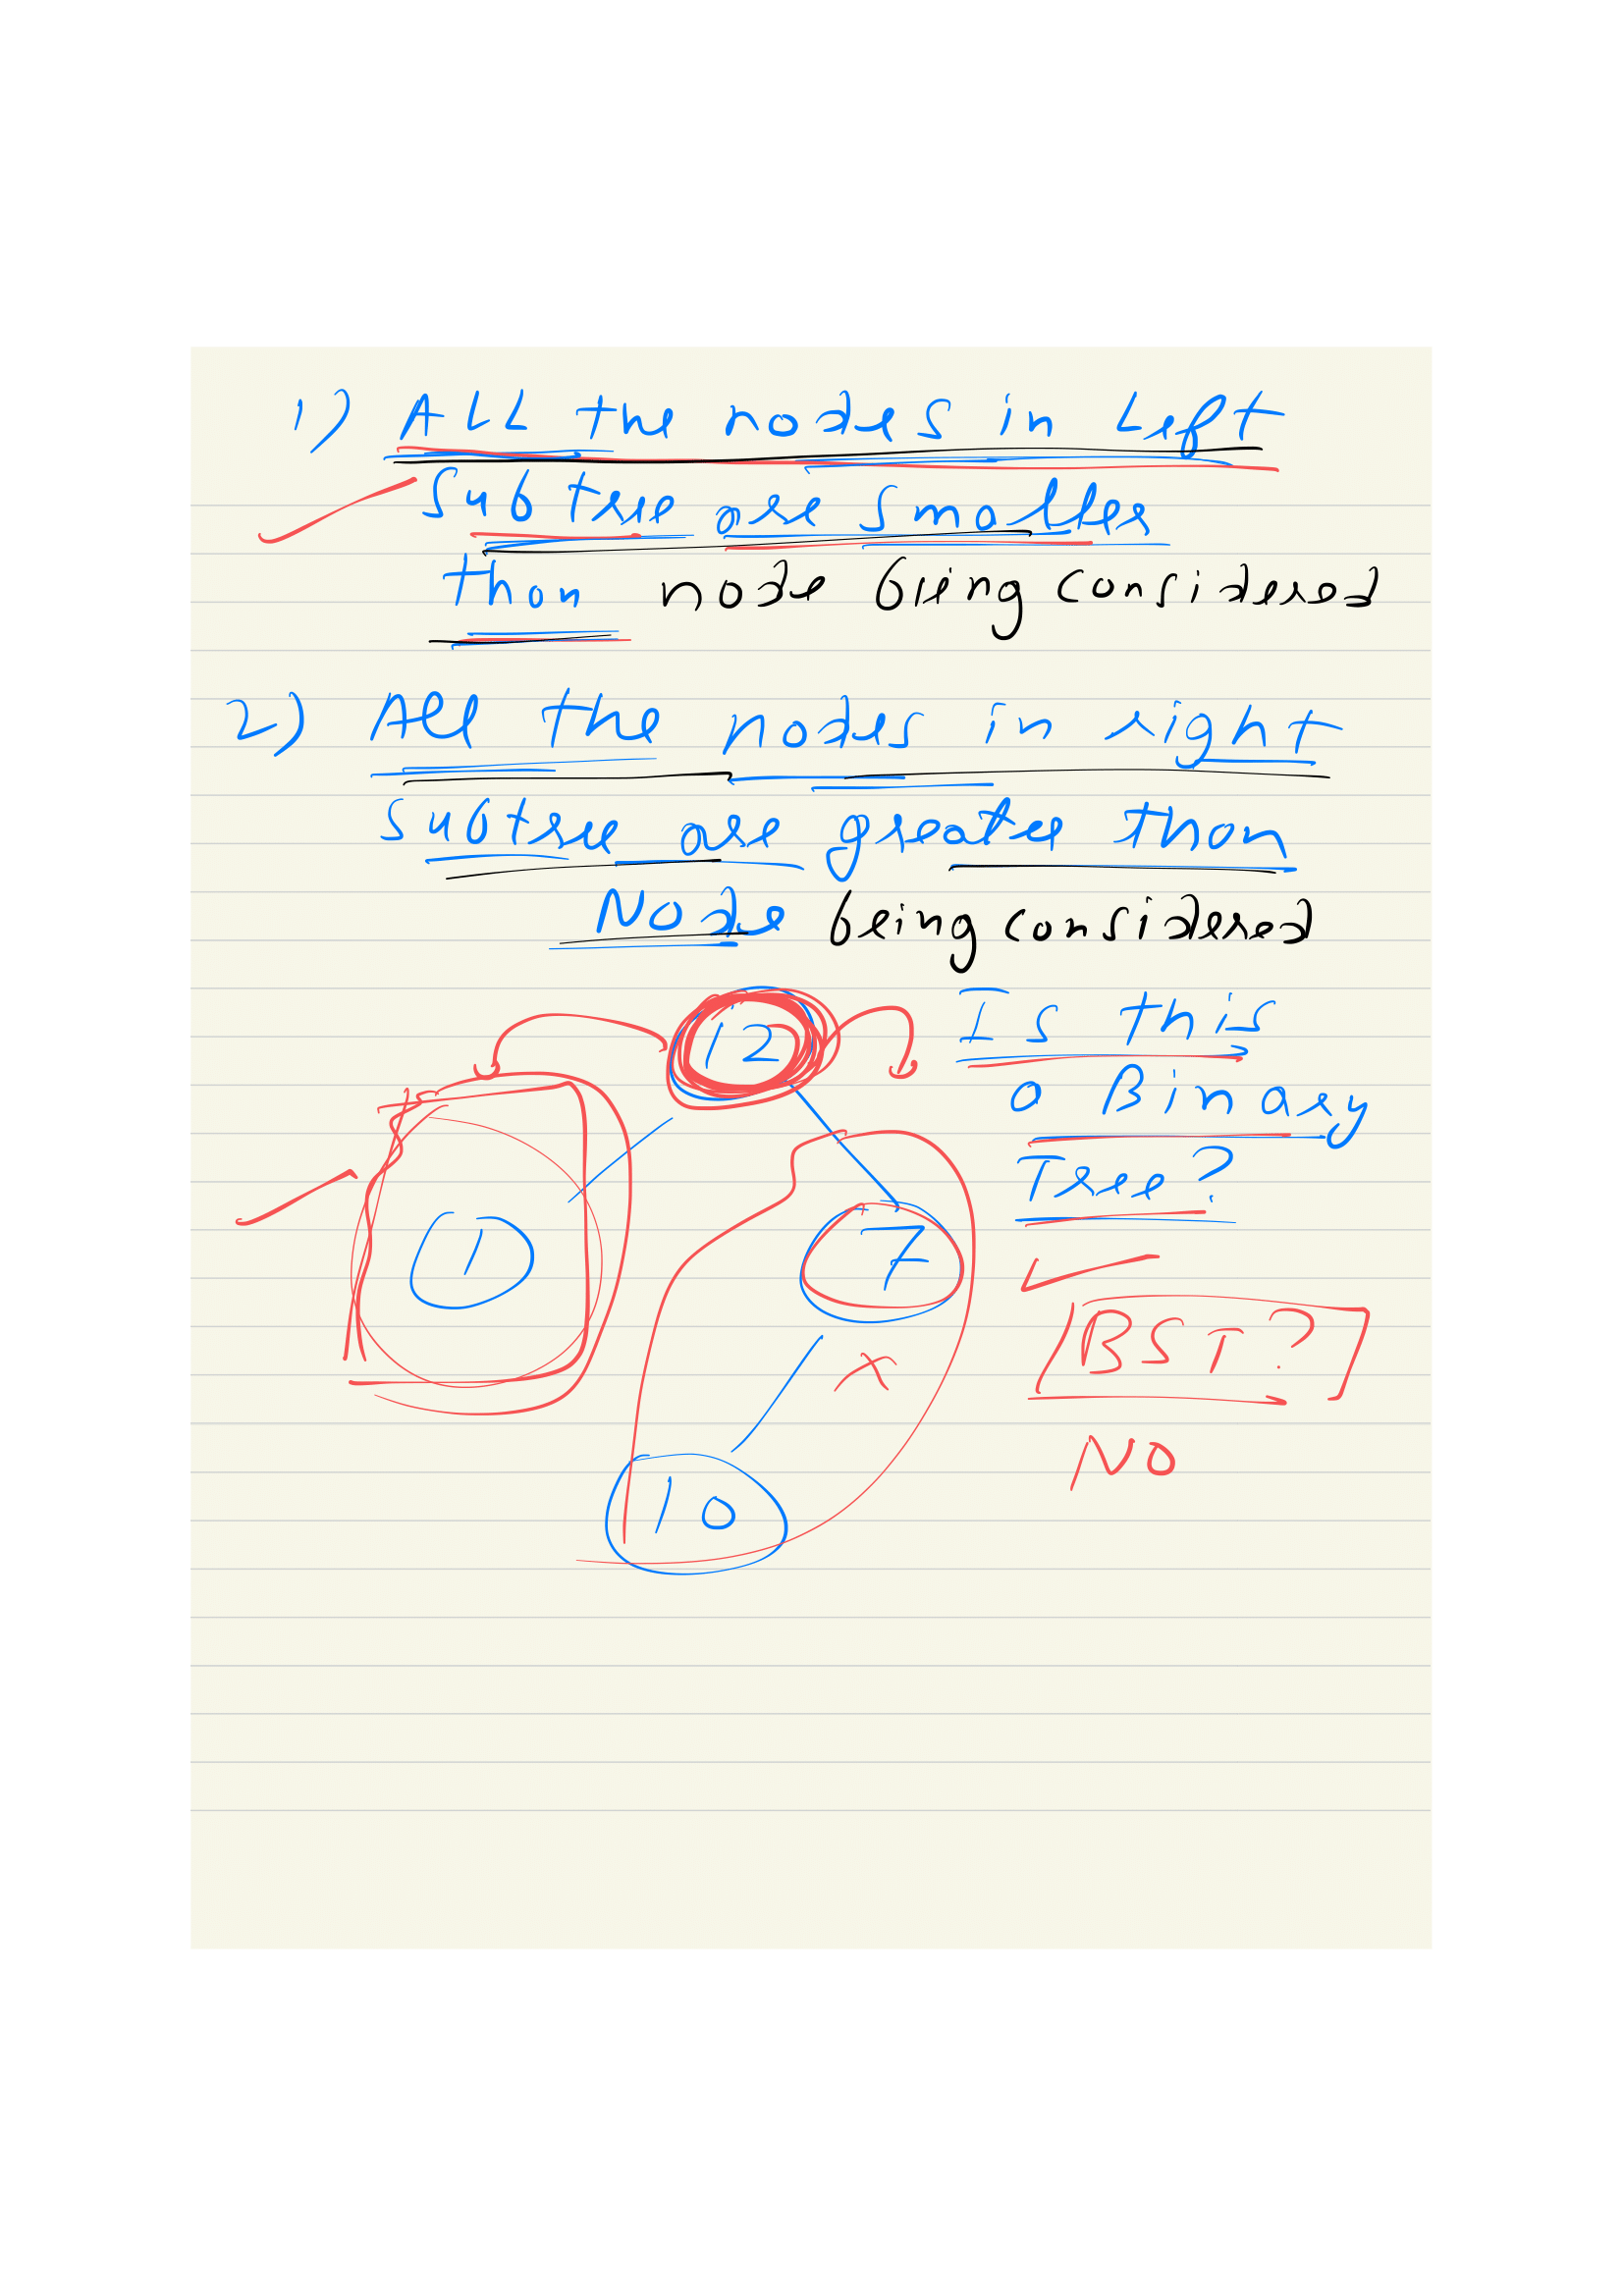 1) ALL the nodes in Left
Subtree are smaller
than node being considered
2) All the nodes in right
subtree are greater than
Node being considered
12
Is this
a Binary
Tree?
1
7
BST?
NO
10